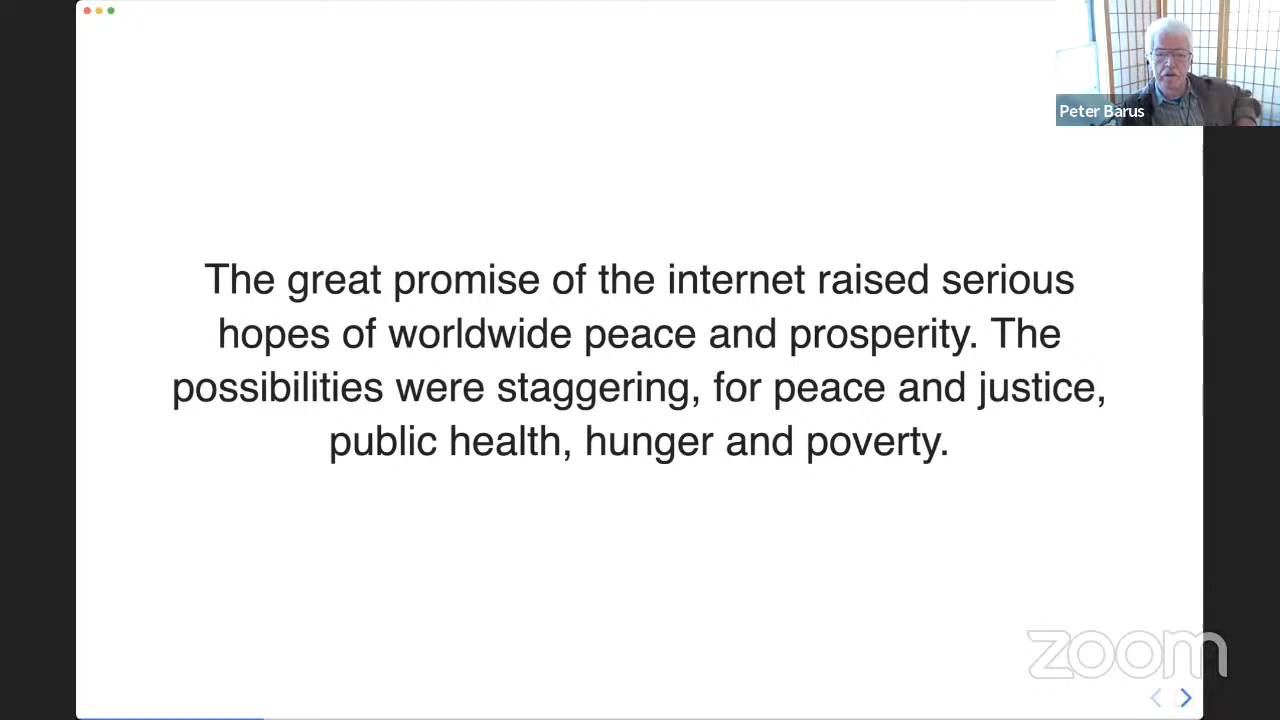 Peter Barus
The great promise of the internet raised serious
hopes of worldwide peace and prosperity. The
possibilities were staggering, for peace and justice,
public health, hunger and poverty.
zoom